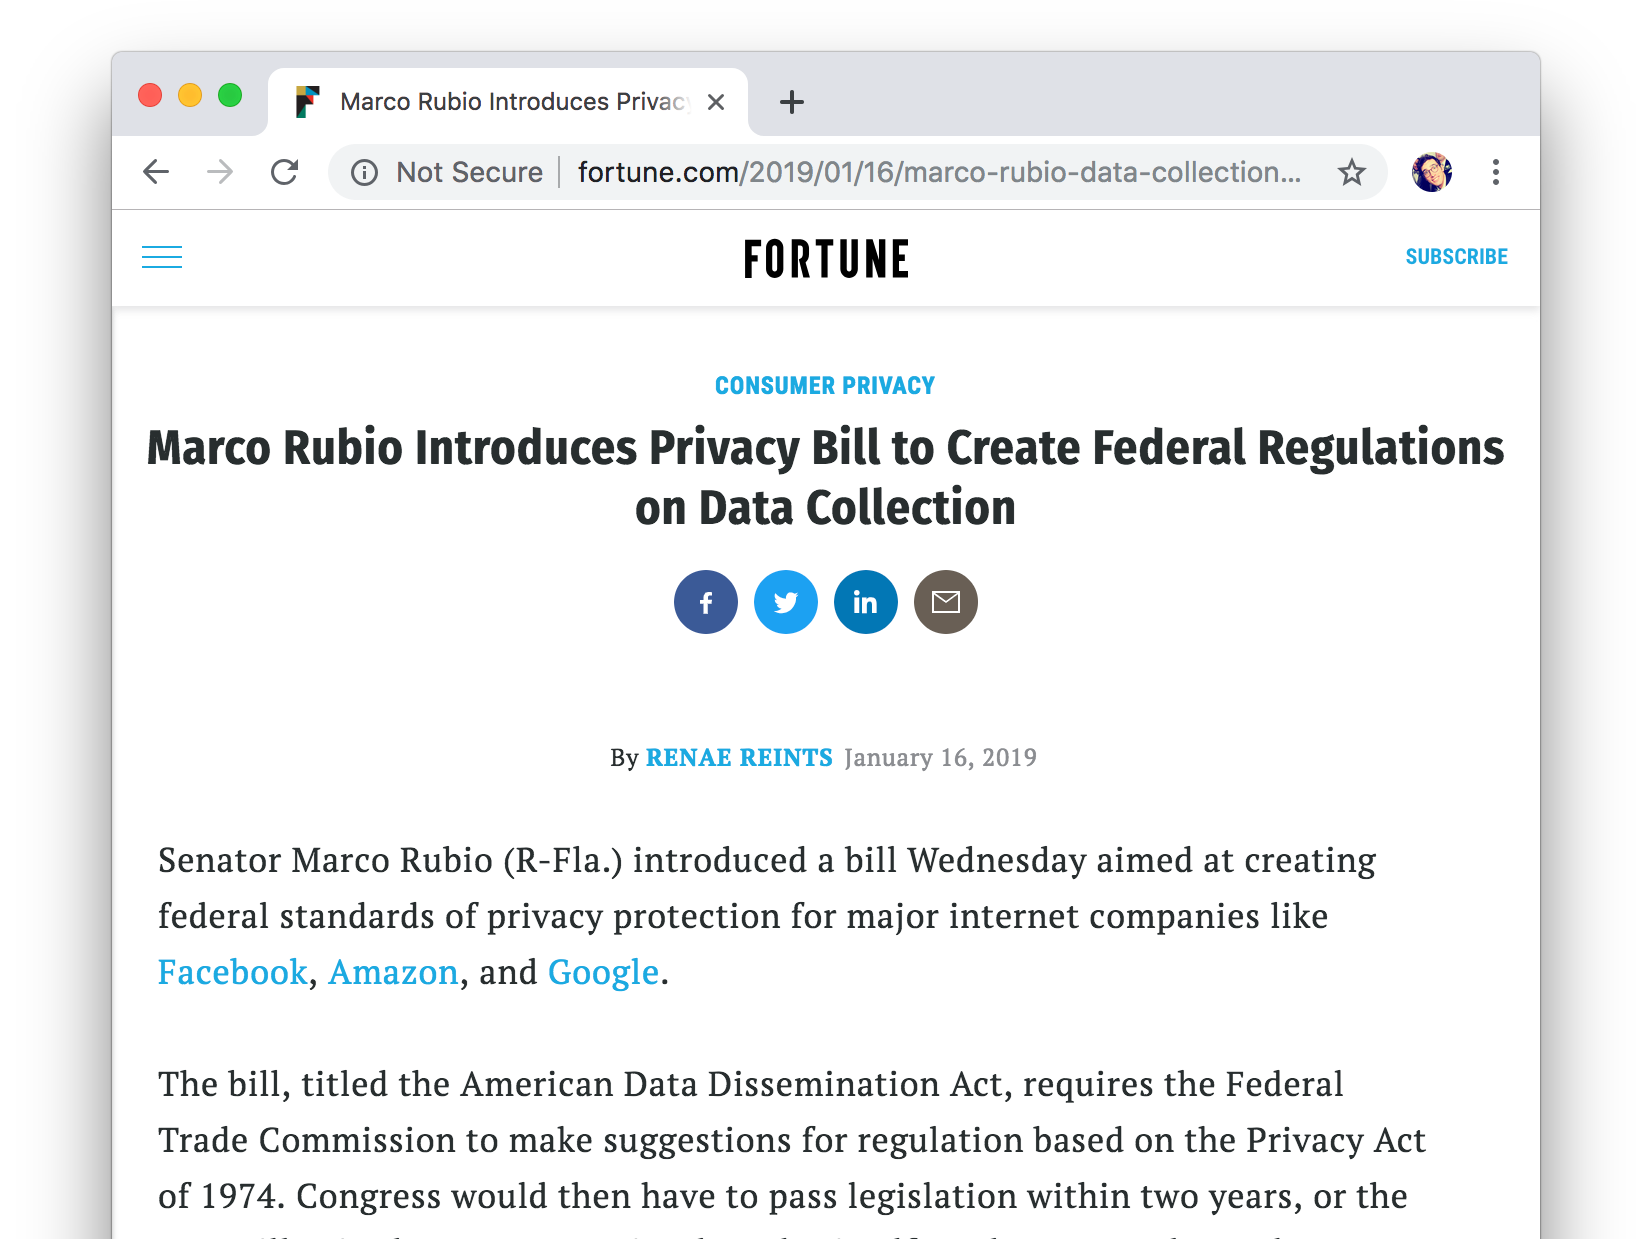 Marco Rubio Introduces Privac
Not Secure fortune.com/2019/01/16/marco-rubio-data-collection...
FORTUNE
SUBSCRIBE
CONSUMER PRIVACY
Marco Rubio Introduces Privacy Bill to Create Federal Regulations
on Data Collection
By RENAE REINTS January 16, 2019
Senator Marco Rubio (R-Fla.) introduced a bill Wednesday aimed at creating
federal standards of privacy protection for major internet companies like
Facebook, Amazon, and Google.
The bill, titled the American Data Dissemination Act, requires the Federal
Trade Commission to make suggestions for regulation based on the Privacy Act
of 1974. Congress would then have to pass legislation within two years, or the